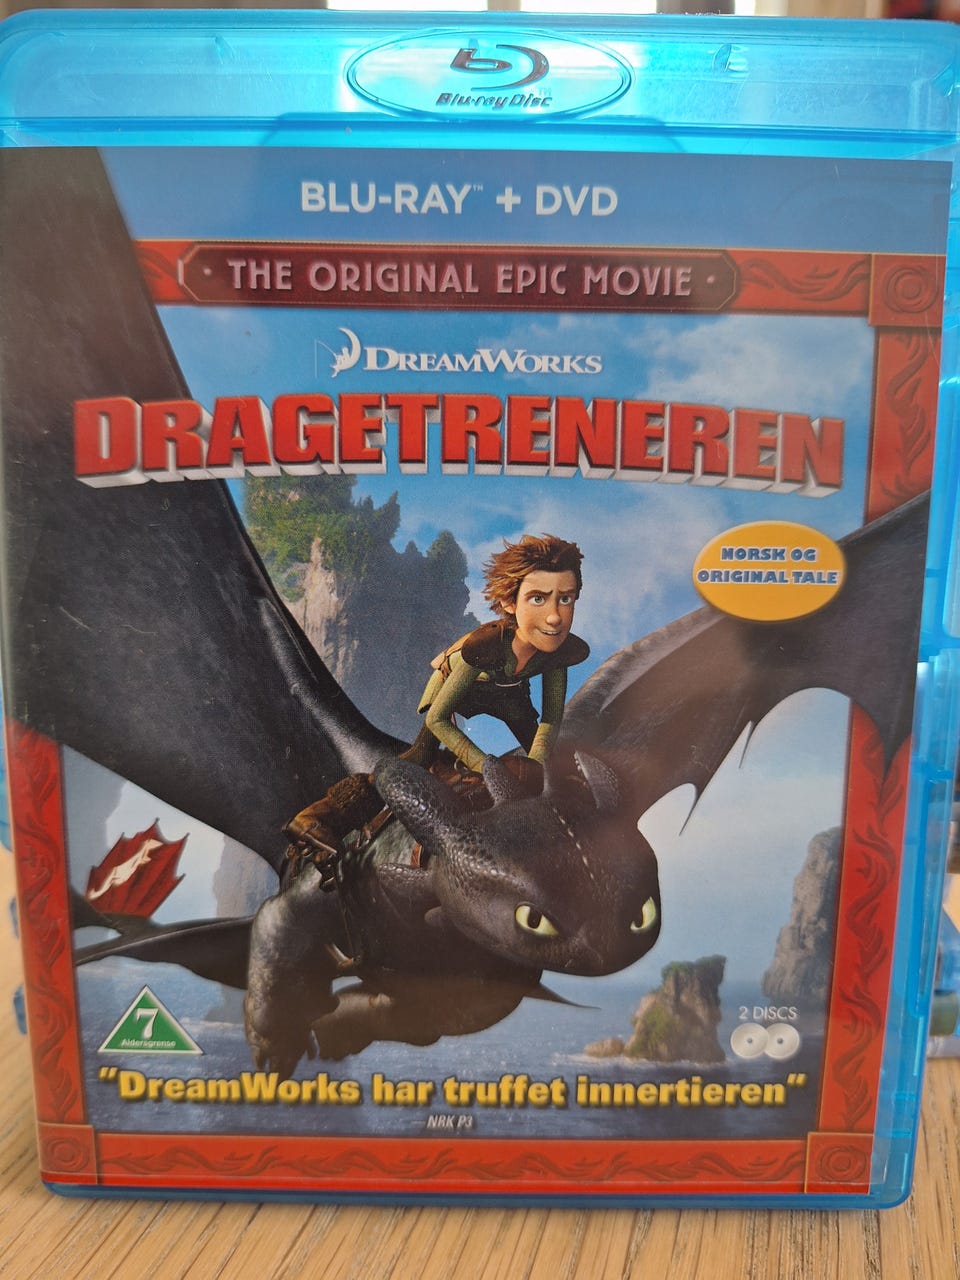 Blu-ray Disc™
BLU-RAY™ + DVD
· THE ORIGINAL EPIC MOVIE ·
DREAMWORKS
DRAGETRENEREN
NORSK OG
ORIGINAL TALE
7
Aldersgrense
2 DISCS
"DreamWorks har truffet innertieren"
—NRK P3